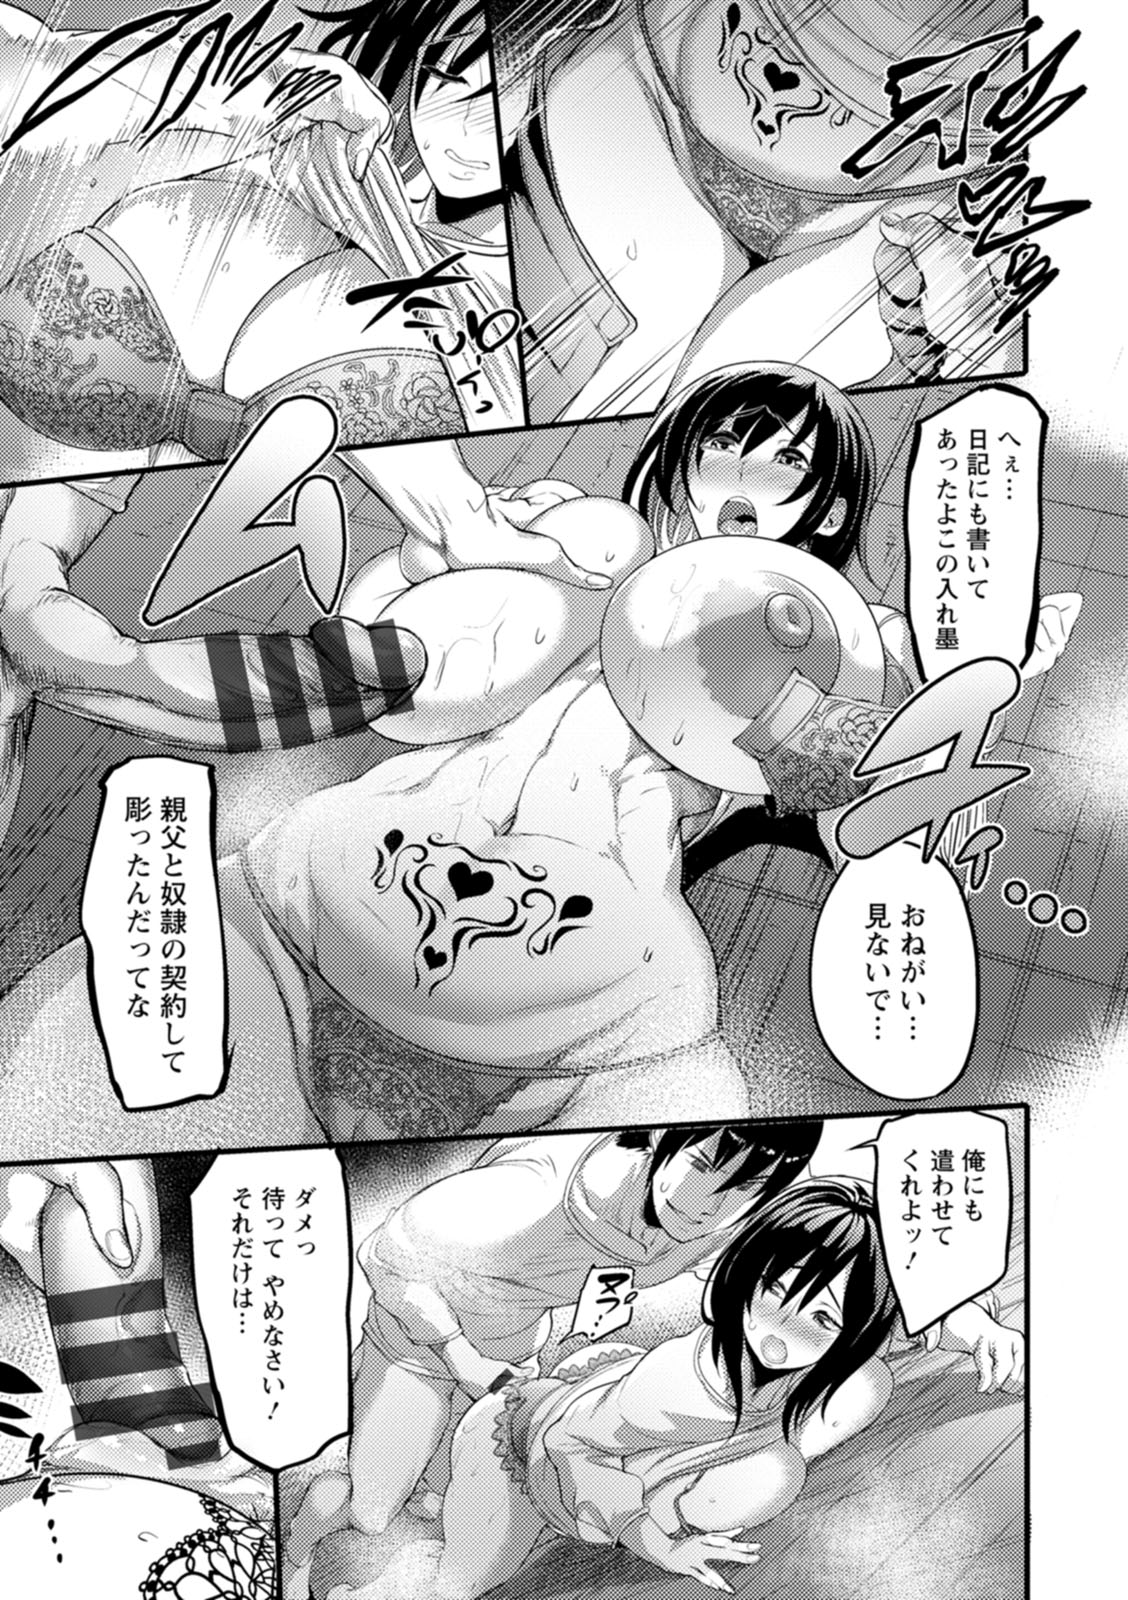 へぇ…
日記にも書いて
あったよこの入れ墨
おねがい…
見ないで…
親父と奴隷の契約して
彫ったんだってな
俺にも
遣わせて
くれよッ！
ダメっ
待って やめなさい！
それだけは…